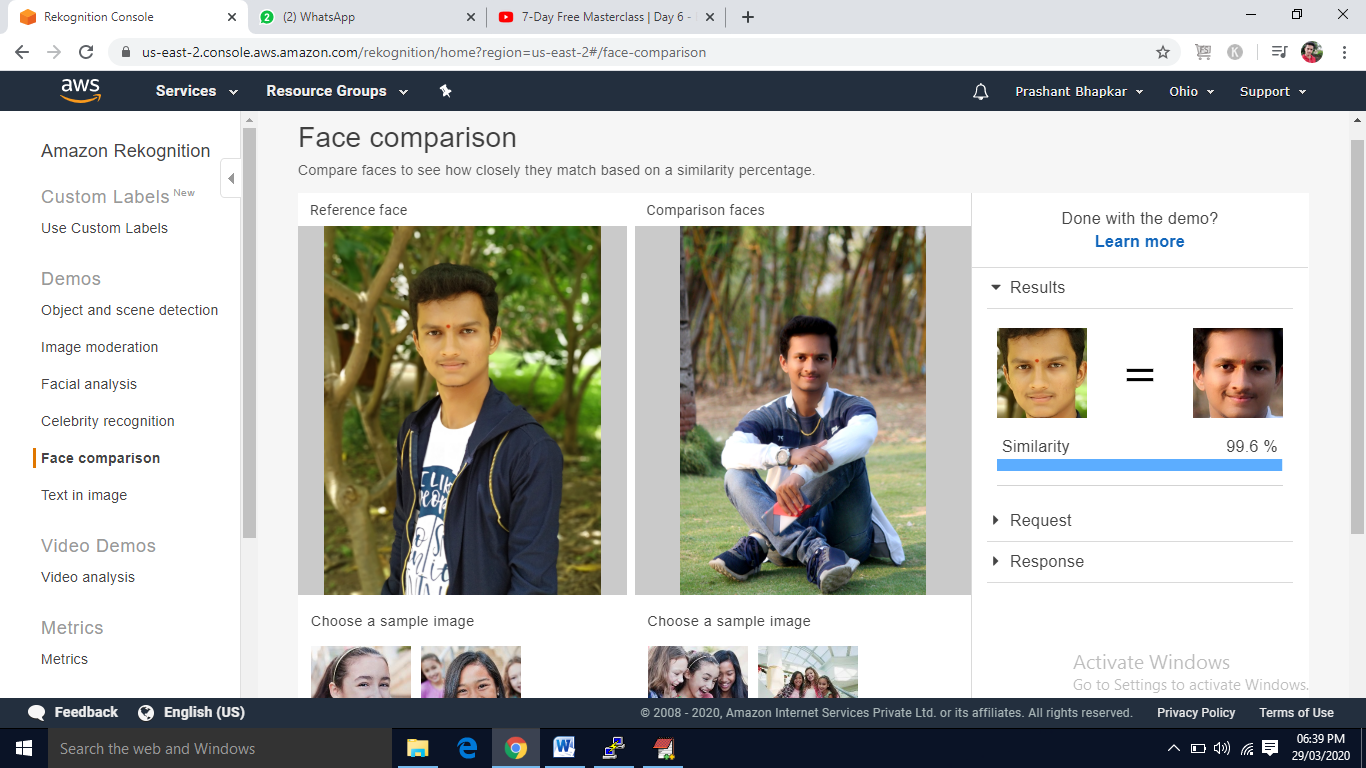 Rekognition Console
(2) WhatsApp
7-Day Free Masterclass | Day 6 -
us-east-2.console.aws.amazon.com/rekognition/home?region=us-east-2#/face-comparison
aws Services Resource Groups Prashant Bhapkar Ohio Support
Amazon Rekognition
Custom Labels New
Use Custom Labels
Demos
Object and scene detection
Image moderation
Facial analysis
Celebrity recognition
Face comparison
Text in image
Video Demos
Video analysis
Metrics
Metrics
Face comparison
Compare faces to see how closely they match based on a similarity percentage.
Reference face
Comparison faces
Choose a sample image
Choose a sample image
Done with the demo?
Learn more
Results
=
Similarity 99.6 %
Request
Response
Activate Windows
Go to Settings to activate Windows.
Feedback English (US) © 2008 - 2020, Amazon Internet Services Private Ltd. or its affiliates. All rights reserved. Privacy Policy Terms of Use
Search the web and Windows
06:39 PM
29/03/2020